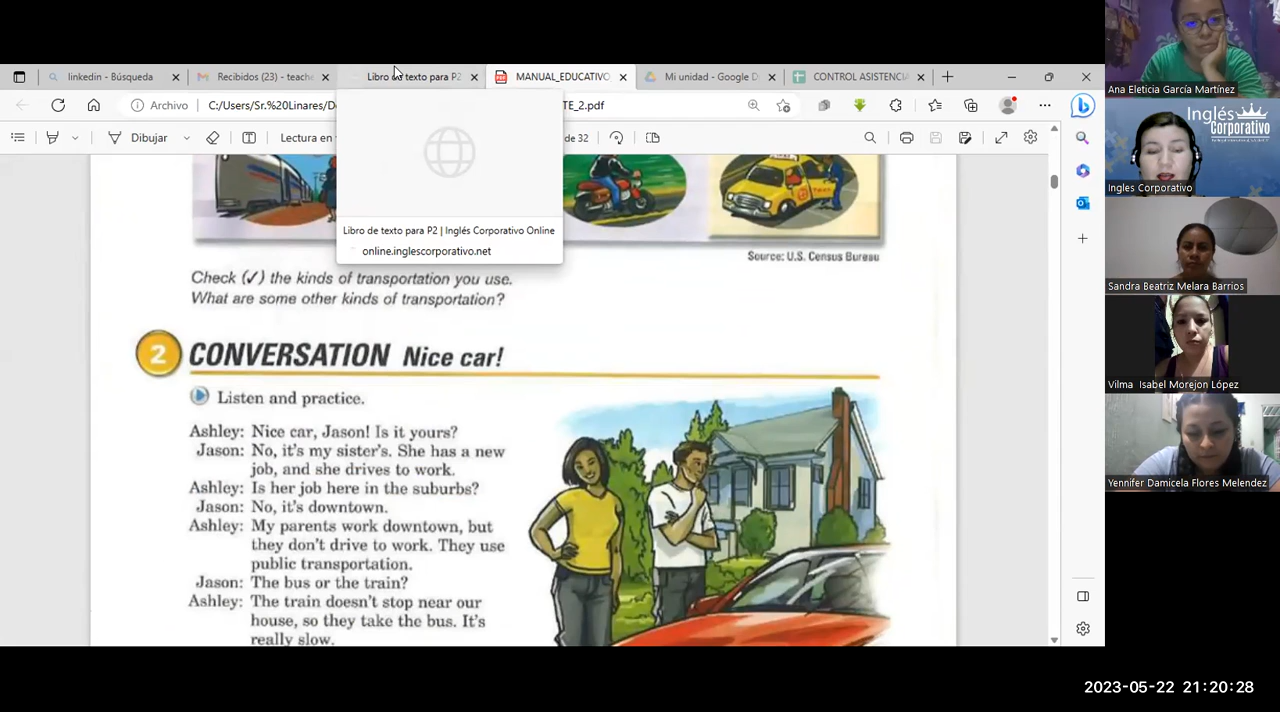 linkedin - Búsqueda
Recibidos (23) - teache
Libro de texto para P2
MANUAL_EDUCATIVO
Mi unidad - Google D
CONTROL ASISTENCIA
Archivo
C:/Users/Sr.%20Linares/D
TE_2.pdf
Dibujar
Lectura en
de 32
Libro de texto para P2 | Inglés Corporativo Online
online.inglescorporativo.net
TAXI
Source: U.S. Census Bureau
Check (✓) the kinds of transportation you use.
What are some other kinds of transportation?
2 CONVERSATION Nice car!
Listen and practice.
Ashley: Nice car, Jason! Is it yours?
Jason: No, it's my sister's. She has a new
job, and she drives to work.
Ashley: Is her job here in the suburbs?
Jason: No, it's downtown.
Ashley: My parents work downtown, but
they don't drive to work. They use
public transportation.
Jason: The bus or the train?
Ashley: The train doesn't stop near our
house, so they take the bus. It's
really slow.
Ana Eleticia García Martínez
Inglés
Corporativo
Ingles Corporativo
Sandra Beatriz Melara Barrios
Vilma Isabel Morejon López
Yennifer Damicela Flores Melendez
2023-05-22 21:20:28